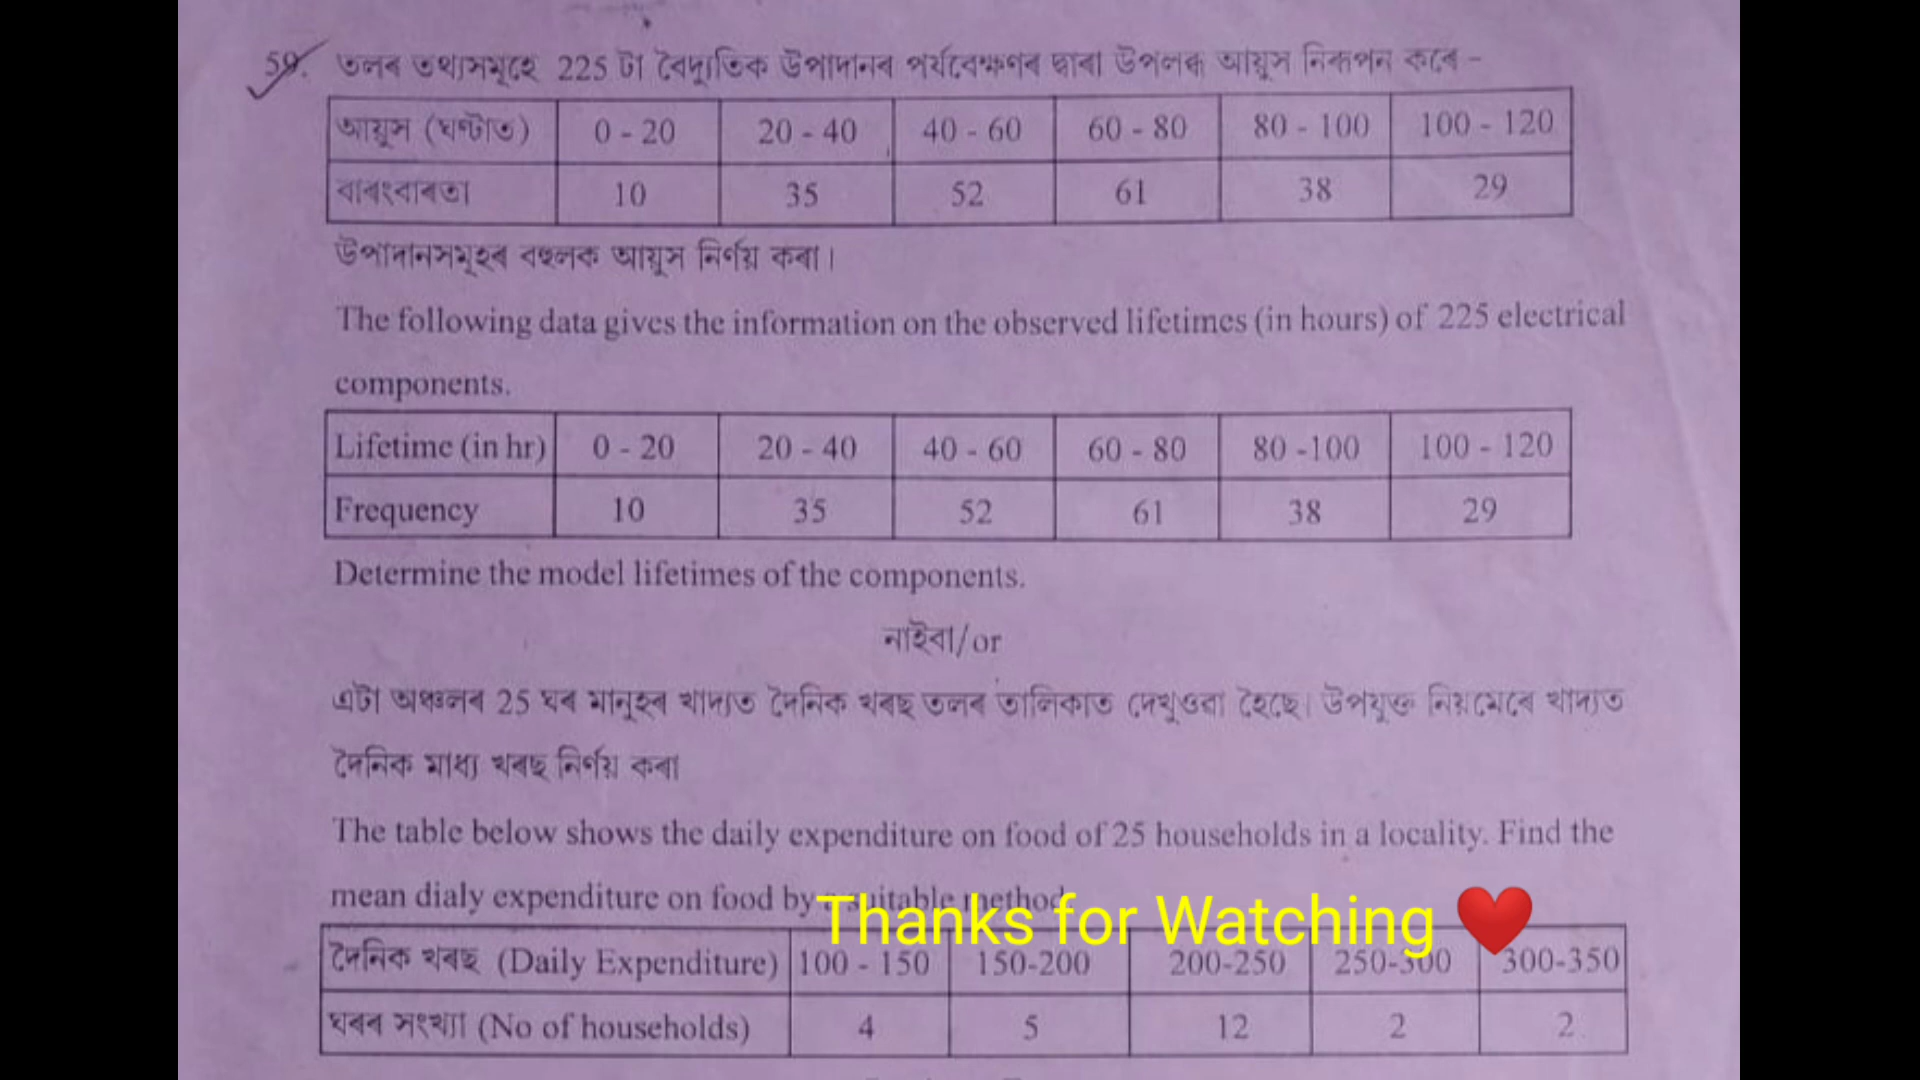 59. তলৰ তথ্যসমূহে 225 টা বৈদ্যুতিক উপাদানৰ পৰ্যবেক্ষণৰ দ্বাৰা উপলব্ধ আয়ুস নিৰূপন কৰে -
আয়ুস (ঘণ্টাত) 0 - 20 20 - 40 40 - 60 60 - 80 80 - 100 100 - 120
বাৰংবাৰতা 10 35 52 61 38 29
উপাদানসমূহৰ বহুলক আয়ুস নিৰ্ণয় কৰা।
The following data gives the information on the observed lifetimes (in hours) of 225 electrical
components.
Lifetime (in hr) 0 - 20 20 - 40 40 - 60 60 - 80 80 -100 100 - 120
Frequency 10 35 52 61 38 29
Determine the model lifetimes of the components.
নাইবা/or
এটা অঞ্চলৰ 25 ঘৰ মানুহৰ খাদ্যত দৈনিক খৰছ তলৰ তালিকাত দেখুওৱা হৈছে। উপযুক্ত নিয়মেৰে খাদ্যত
দৈনিক মাধ্য খৰছ নিৰ্ণয় কৰা
The table below shows the daily expenditure on food of 25 households in a locality. Find the
mean dialy expenditure on food by a suitable method
Thanks for Watching ❤️
দৈনিক খৰছ (Daily Expenditure) 100 - 150 150-200 200-250 250-300 300-350
ঘৰৰ সংখ্যা (No of households) 4 5 12 2 2